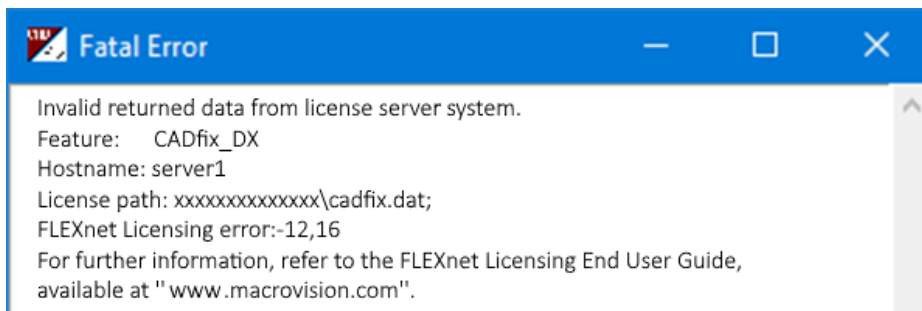 Fatal Error
Invalid returned data from license server system.
Feature: CADfix_DX
Hostname: server1
License path: xxxxxxxxxxxxxx\cadfix.dat;
FLEXnet Licensing error:-12,16
For further information, refer to the FLEXnet Licensing End User Guide,
available at "www.macrovision.com".